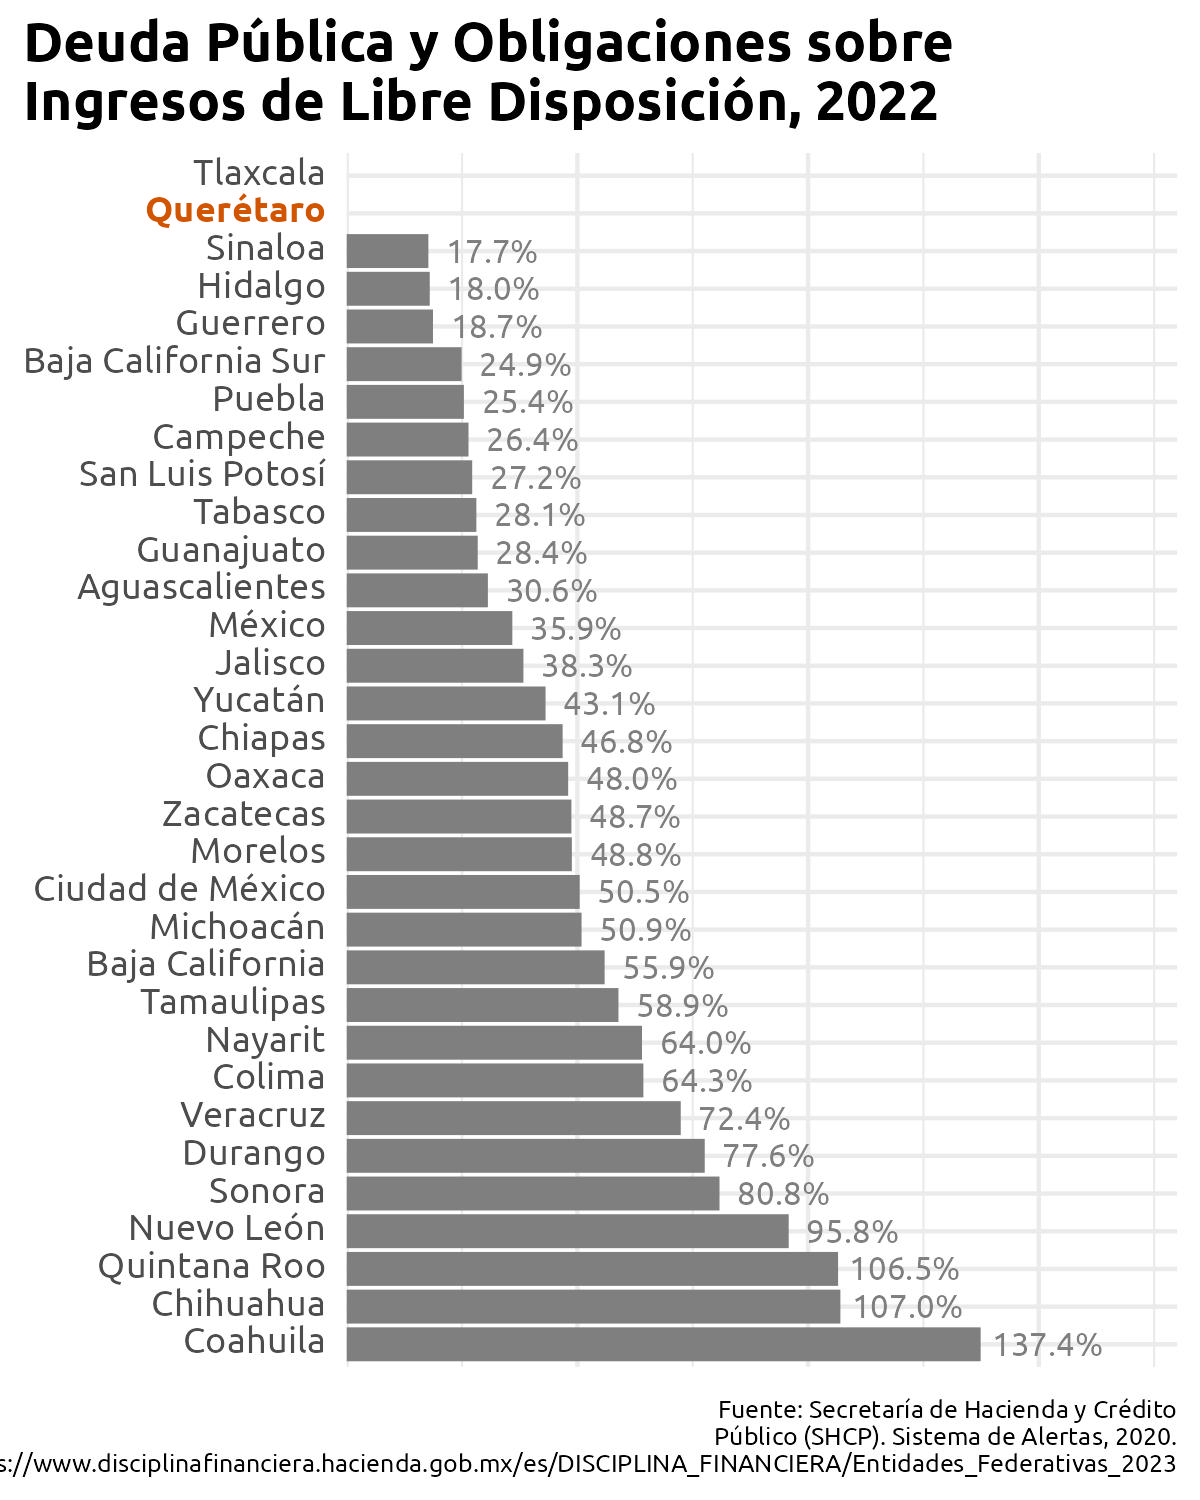 Deuda Pública y Obligaciones sobre
Ingresos de Libre Disposición, 2022
Tlaxcala
Querétaro
Sinaloa 17.7%
Hidalgo 18.0%
Guerrero 18.7%
Baja California Sur 24.9%
Puebla 25.4%
Campeche 26.4%
San Luis Potosí 27.2%
Tabasco 28.1%
Guanajuato 28.4%
Aguascalientes 30.6%
México 35.9%
Jalisco 38.3%
Yucatán 43.1%
Chiapas 46.8%
Oaxaca 48.0%
Zacatecas 48.7%
Morelos 48.8%
Ciudad de México 50.5%
Michoacán 50.9%
Baja California 55.9%
Tamaulipas 58.9%
Nayarit 64.0%
Colima 64.3%
Veracruz 72.4%
Durango 77.6%
Sonora 80.8%
Nuevo León 95.8%
Quintana Roo 106.5%
Chihuahua 107.0%
Coahuila 137.4%
Fuente: Secretaría de Hacienda y Crédito
Público (SHCP). Sistema de Alertas, 2020.
s://www.disciplinafinanciera.hacienda.gob.mx/es/DISCIPLINA_FINANCIERA/Entidades_Federativas_2023